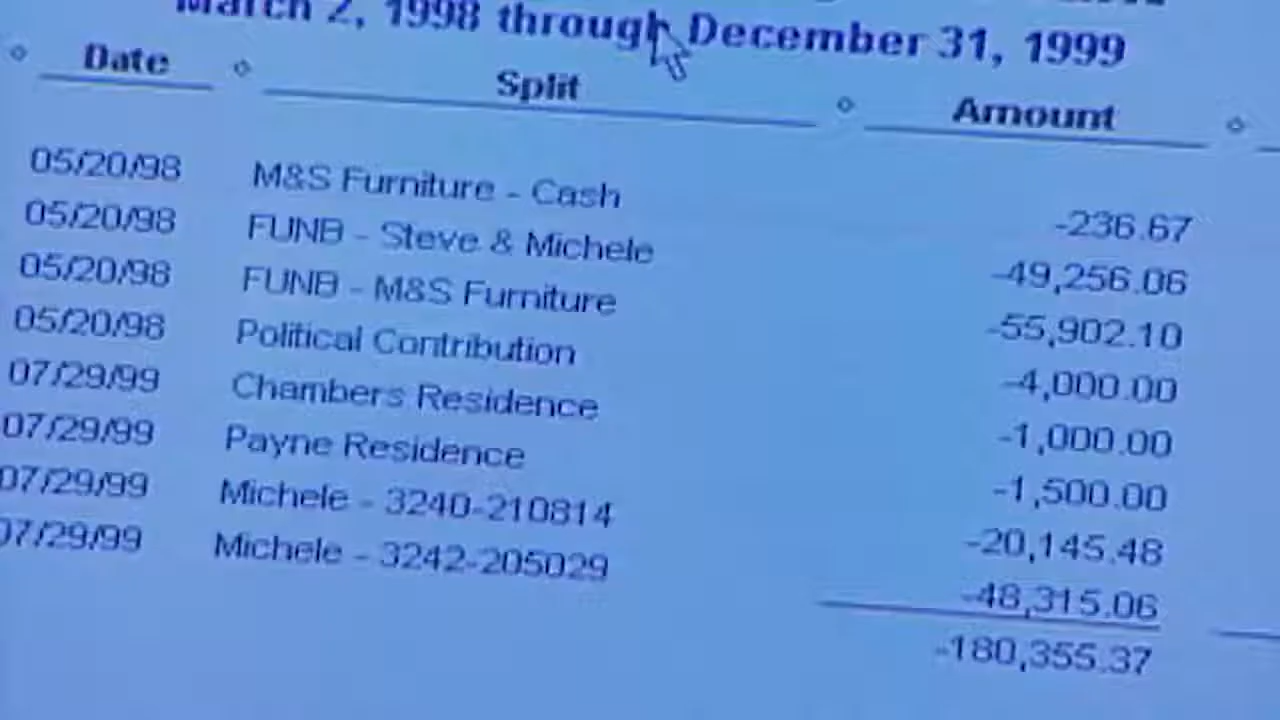 March 2, 1998 through December 31, 1999
Date Split Amount
05/20/98 M&S Furniture - Cash -236.67
05/20/98 FUNB - Steve & Michele -49,256.06
05/20/98 FUNB - M&S Furniture -55,902.10
05/20/98 Political Contribution -4,000.00
07/29/99 Chambers Residence -1,000.00
07/29/99 Payne Residence -1,500.00
07/29/99 Michele - 3240-210814 -20,145.48
07/29/99 Michele - 3242-205029 -48,315.06
-180,355.37